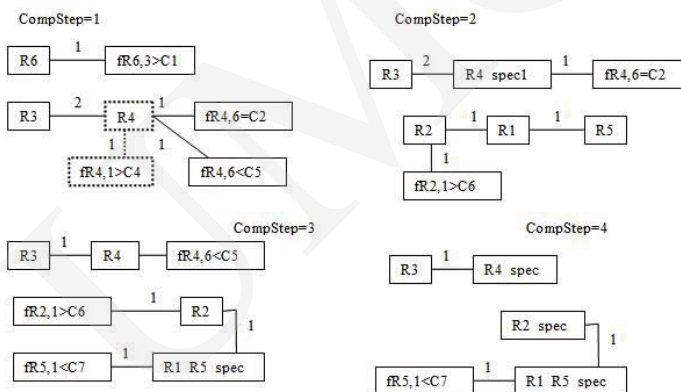 CompStep=1
R6 1 fR6,3>C1
R3 2 R4 1 fR4,6=C2
1 1
fR4,1>C4 fR4,6<C5
CompStep=2
R3 2 R4 spec1 1 fR4,6=C2
R2 1 R1 1 R5
1
fR2,1>C6
CompStep=3
R3 1 R4 fR4,6<C5
fR2,1>C6 1 R2
1
fR5,1<C7 1 R1 R5 spec
CompStep=4
R3 1 R4 spec
R2 spec
1
fR5,1<C7 1 R1 R5 spec